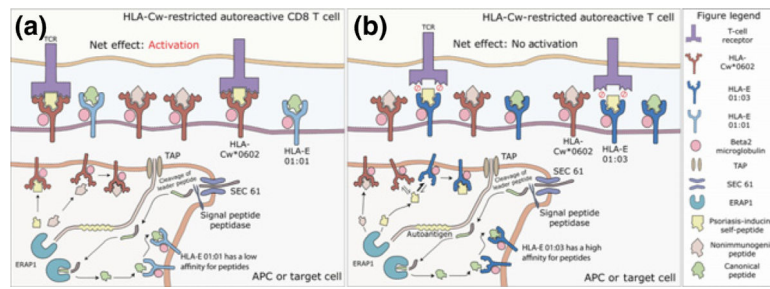 (a)
HLA-Cw-restricted autoreactive CD8 T cell
TCR
Net effect: Activation
HLA-
Cw*0602
HLA-E
01:01
TAP
Cleavage of
leader peptide
SEC 61
Signal peptide
peptidase
ERAP1
HLA-E 01:01 has a low
affinity for peptides
APC or target cell
(b)
HLA-Cw-restricted autoreactive T cell
TCR
Net effect: No activation
HLA-
Cw*0602
HLA-E
01:03
TAP
Cleavage of
leader peptide
SEC 61
Signal peptide
peptidase
Autoantigen
ERAP1
HLA-E 01:03 has a high
affinity for peptides
APC or target cell
Figure legend
T-cell
receptor
HLA-
Cw*0602
HLA-E
01:03
HLA-E
01:01
Beta2
microglobulin
TAP
SEC 61
ERAP1
Psoriasis-inducing
self-peptide
Nonimmunogenic
peptide
Canonical
peptide